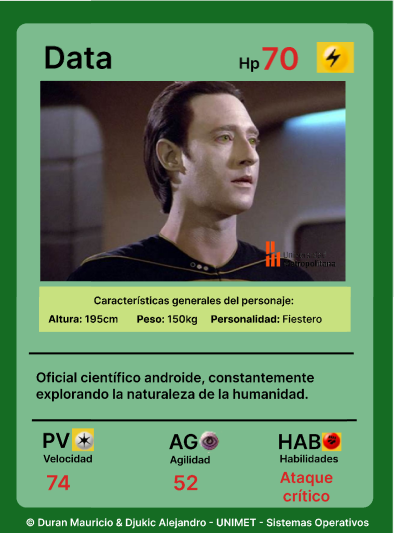 Data
Hp 70
Metropolitana
Características generales del personaje:
Altura: 195cm Peso: 150kg Personalidad: Fiestero
Oficial científico androide, constantemente
explorando la naturaleza de la humanidad.
PV AG HAB
Velocidad Agilidad Habilidades
74 52 Ataque
crítico
© Duran Mauricio & Djukic Alejandro - UNIMET - Sistemas Operativos